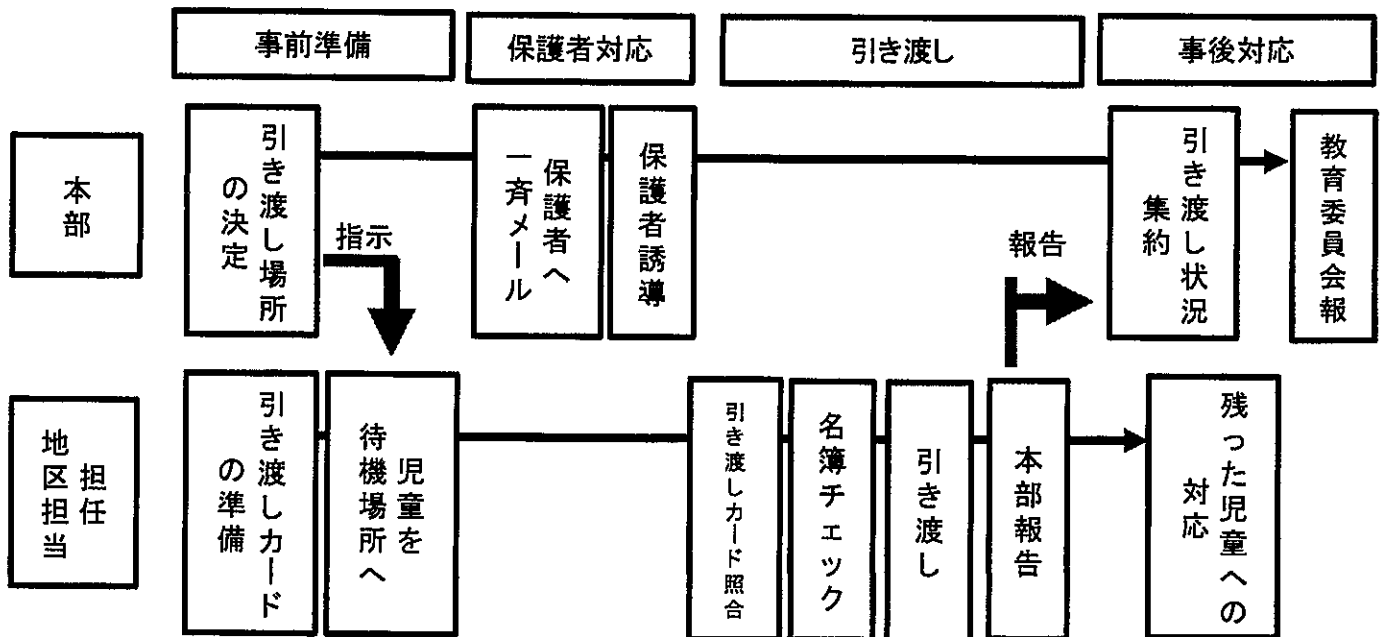 事前準備
保護者対応
引き渡し
事後対応
本部
引き渡し場所
の決定
指示
保護者へ
一斉メール
保護者誘導
報告
引き渡し状況
集約
教育委員会報
担任
地区担当
引き渡しカード
の準備
児童を
待機場所へ
引き渡しカード照合
名簿チェック
引き渡し
本部報告
残った児童への
対応